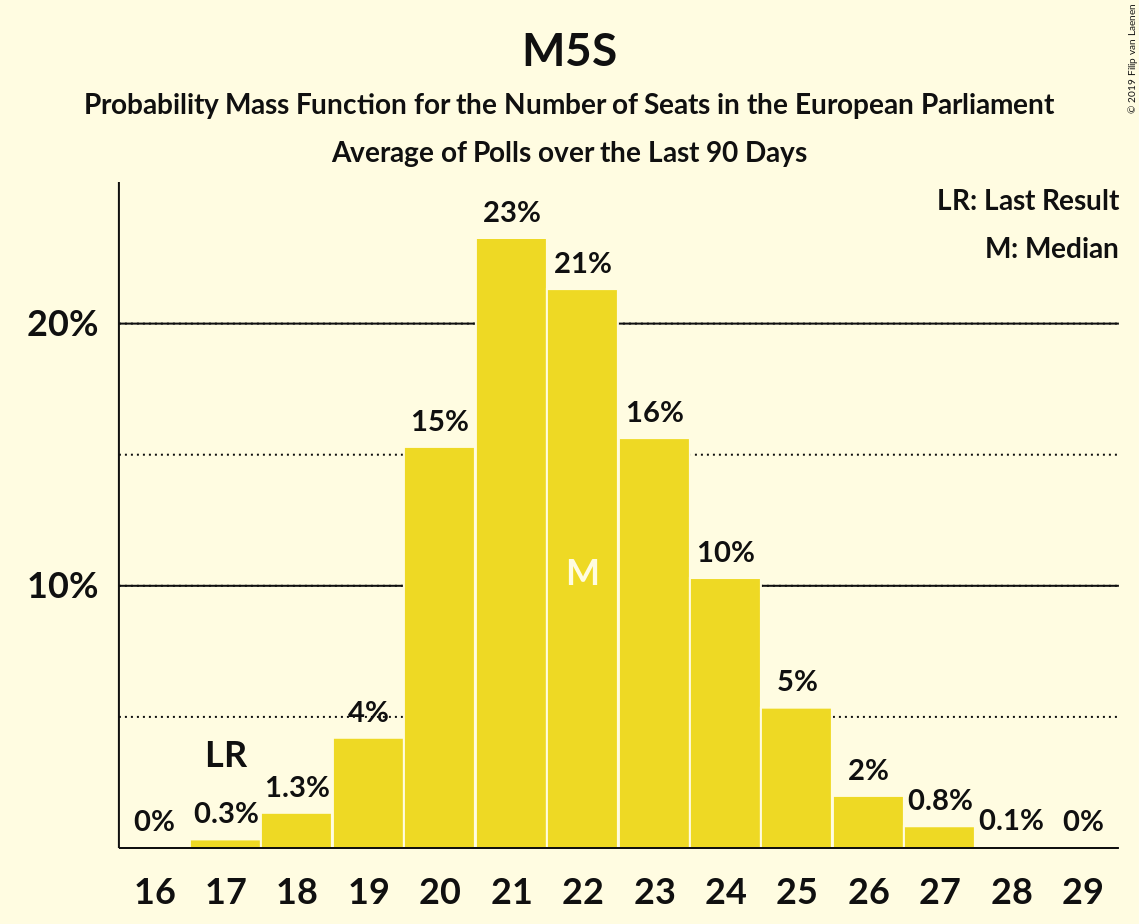 M5S
Probability Mass Function for the Number of Seats in the European Parliament
Average of Polls over the Last 90 Days
© 2019 Filip van Laenen
LR: Last Result
M: Median
23%
21%
20%
16%
15%
10%
10%
M
5%
4%
LR
2%
1.3%
0.8%
0.3%
0%
0.1%
0%
16 17 18 19 20 21 22 23 24 25 26 27 28 29